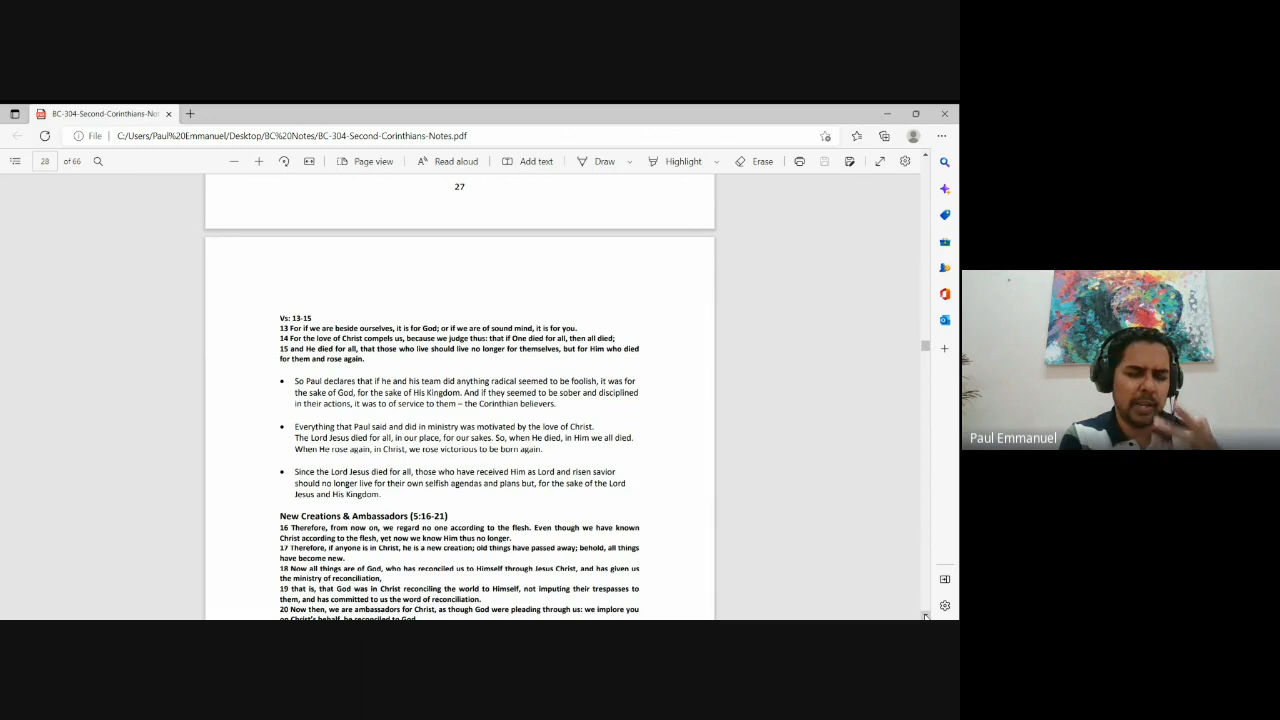 BC-304-Second-Corinthians-Not
File
C:/Users/Paul%20Emmanuel/Desktop/BC%20Notes/BC-304-Second-Corinthians-Notes.pdf
28 of 66
Page view
Read aloud
Add text
Draw
Highlight
Erase
27
Vs: 13-15
13 For if we are beside ourselves, it is for God; or if we are of sound mind, it is for you.
14 For the love of Christ compels us, because we judge thus: that if One died for all, then all died;
15 and He died for all, that those who live should live no longer for themselves, but for Him who died
for them and rose again.
• So Paul declares that if he and his team did anything radical seemed to be foolish, it was for
the sake of God, for the sake of His Kingdom. And if they seemed to be sober and disciplined
in their actions, it was to of service to them – the Corinthian believers.
• Everything that Paul said and did in ministry was motivated by the love of Christ.
The Lord Jesus died for all, in our place, for our sakes. So, when He died, in Him we all died.
When He rose again, in Christ, we rose victorious to be born again.
• Since the Lord Jesus died for all, those who have received Him as Lord and risen savior
should no longer live for their own selfish agendas and plans but, for the sake of the Lord
Jesus and His Kingdom.
New Creations & Ambassadors (5:16-21)
16 Therefore, from now on, we regard no one according to the flesh. Even though we have known
Christ according to the flesh, yet now we know Him thus no longer.
17 Therefore, if anyone is in Christ, he is a new creation; old things have passed away; behold, all things
have become new.
18 Now all things are of God, who has reconciled us to Himself through Jesus Christ, and has given us
the ministry of reconciliation,
19 that is, that God was in Christ reconciling the world to Himself, not imputing their trespasses to
them, and has committed to us the word of reconciliation.
20 Now then, we are ambassadors for Christ, as though God were pleading through us: we implore you
on Christ's behalf, be reconciled to God.
Paul Emmanuel